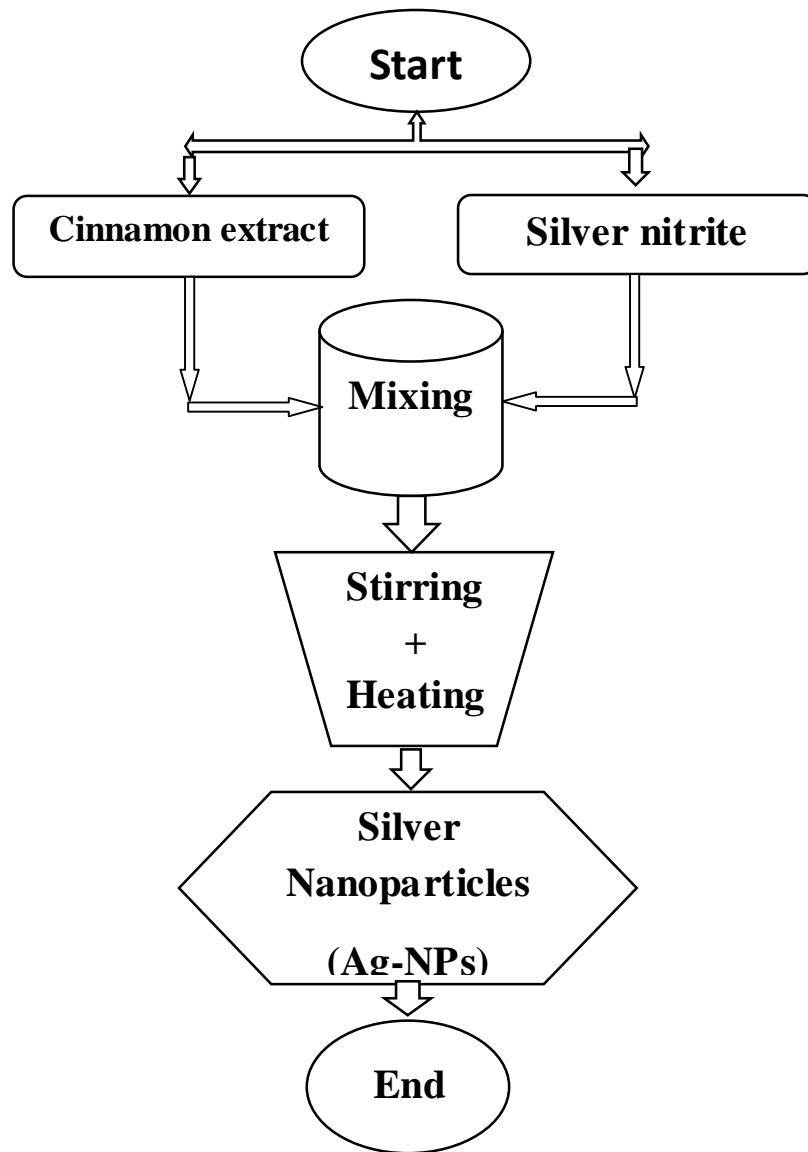 Start
Cinnamon extract
Silver nitrite
Mixing
Stirring
+
Heating
Silver
Nanoparticles
(Ag-NPs)
End